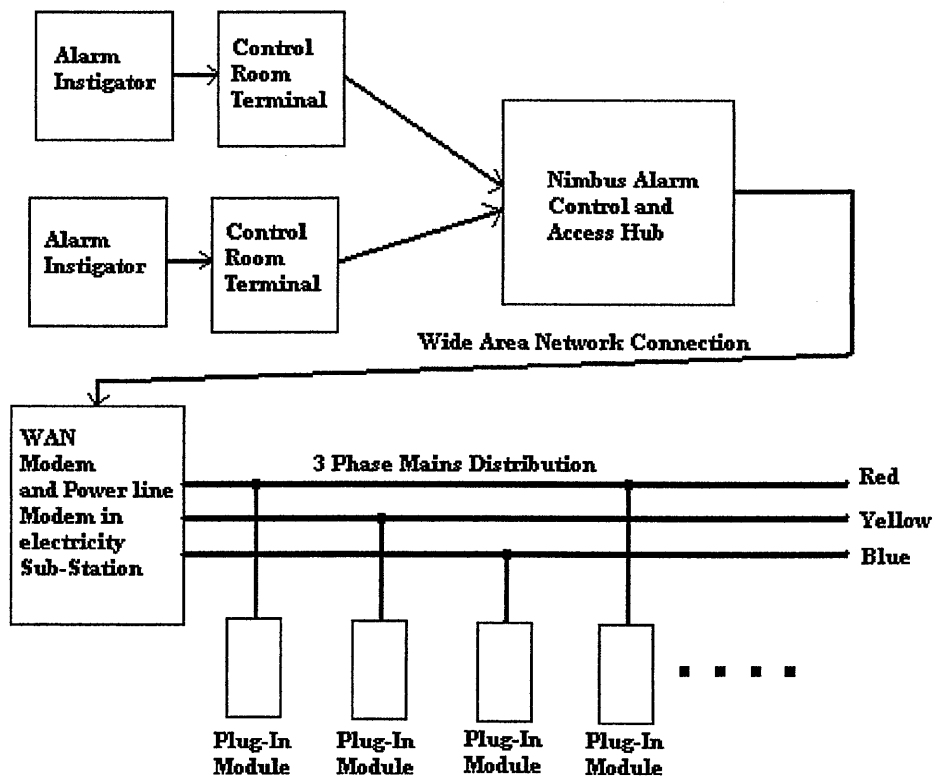 Alarm
Instigator
Control
Room
Terminal
Nimbus Alarm
Control and
Access Hub
Alarm
Instigator
Control
Room
Terminal
Wide Area Network Connection
WAN
Modem
and Power line
Modem in
electricity
Sub-Station
3 Phase Mains Distribution
Red
Yellow
Blue
Plug-In
Module
Plug-In
Module
Plug-In
Module
Plug-In
Module